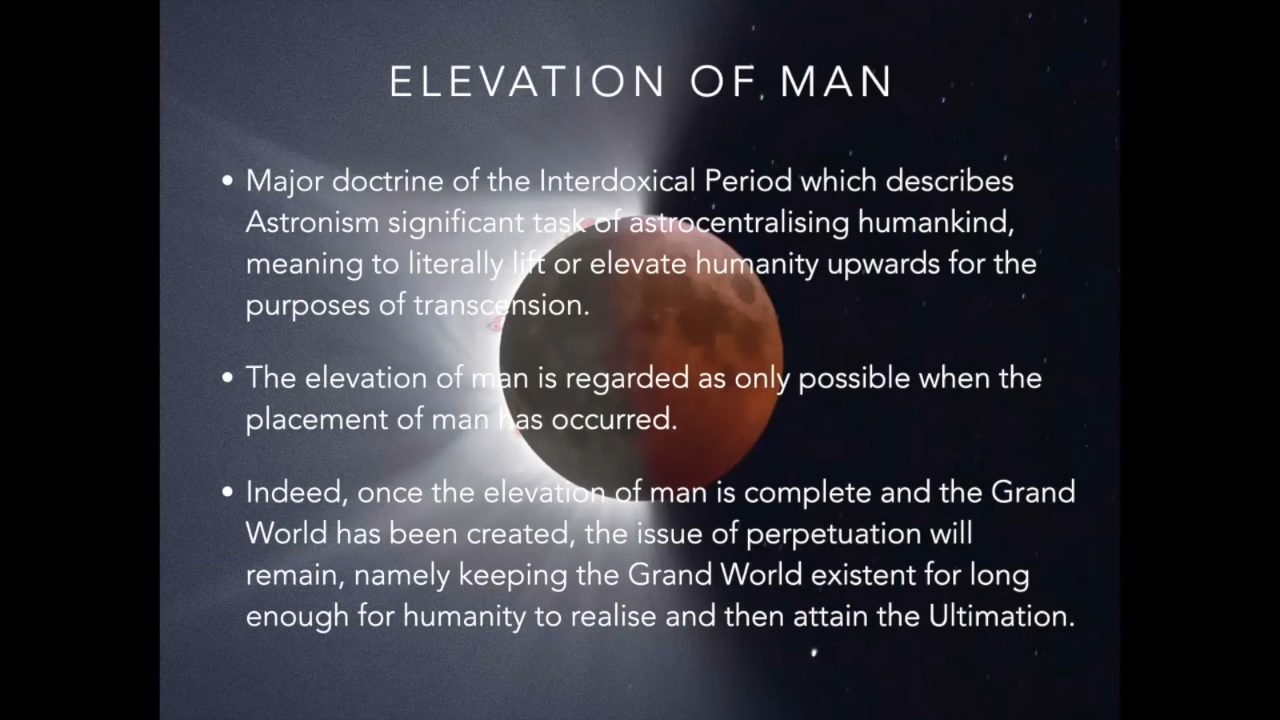 ELEVATION OF MAN
• Major doctrine of the Interdoxical Period which describes
Astronism significant task of astrocentralising humankind,
meaning to literally lift or elevate humanity upwards for the
purposes of transcension.
• The elevation of man is regarded as only possible when the
placement of man has occurred.
• Indeed, once the elevation of man is complete and the Grand
World has been created, the issue of perpetuation will
remain, namely keeping the Grand World existent for long
enough for humanity to realise and then attain the Ultimation.